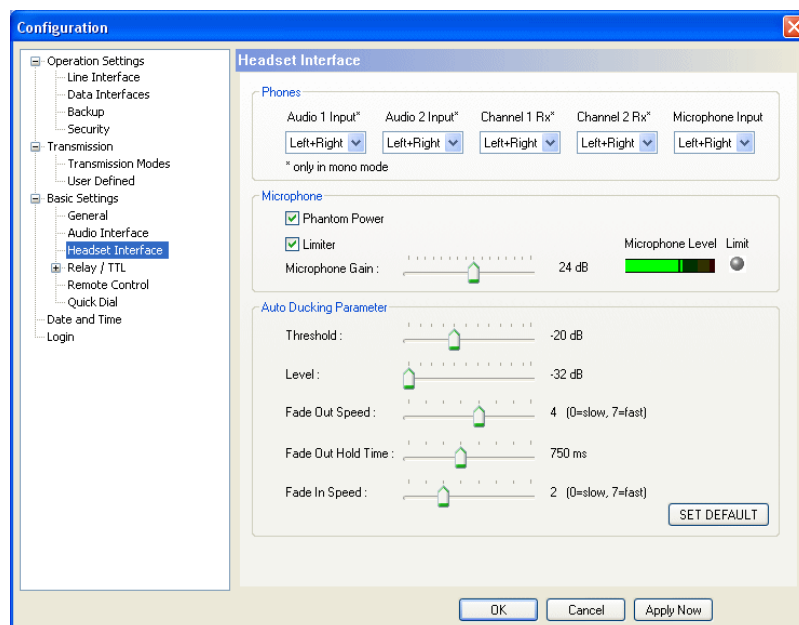 Configuration
Operation Settings
Line Interface
Data Interfaces
Backup
Security
Transmission
Transmission Modes
User Defined
Basic Settings
General
Audio Interface
Headset Interface
Relay / TTL
Remote Control
Quick Dial
Date and Time
Login
Headset Interface
Phones
Audio 1 Input* Audio 2 Input* Channel 1 Rx* Channel 2 Rx* Microphone Input
Left+Right Left+Right Left+Right Left+Right Left+Right
* only in mono mode
Microphone
Phantom Power
Limiter Microphone Level Limit
Microphone Gain : 24 dB
Auto Ducking Parameter
Threshold : -20 dB
Level : -32 dB
Fade Out Speed : 4 (0=slow, 7=fast)
Fade Out Hold Time : 750 ms
Fade In Speed : 2 (0=slow, 7=fast)
SET DEFAULT
OK Cancel Apply Now